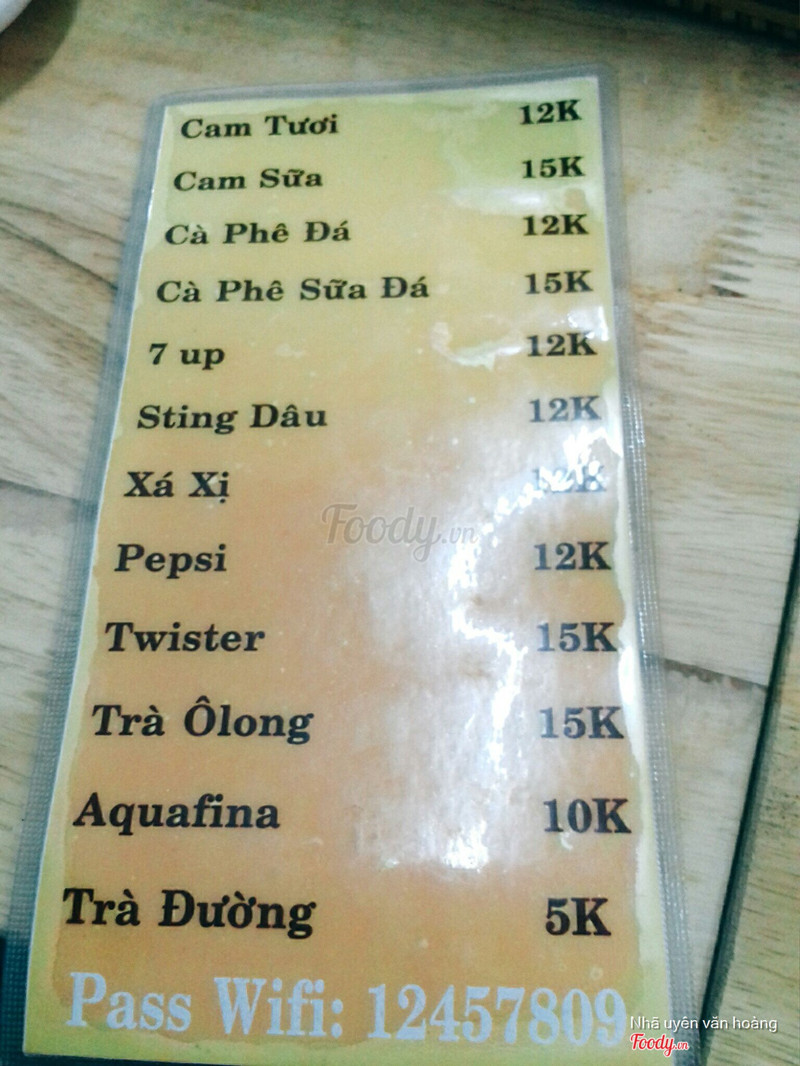 Cam Tươi 12K
Cam Sữa 15K
Cà Phê Đá 12K
Cà Phê Sữa Đá 15K
7 up 12K
Sting Dâu 12K
Xá Xị 12K
Foody.vn
Pepsi 12K
Twister 15K
Trà Ôlong 15K
Aquafina 10K
Trà Đường 5K
Pass Wifi: 12457809
Nhã uyên văn hoàng
Foody.vn